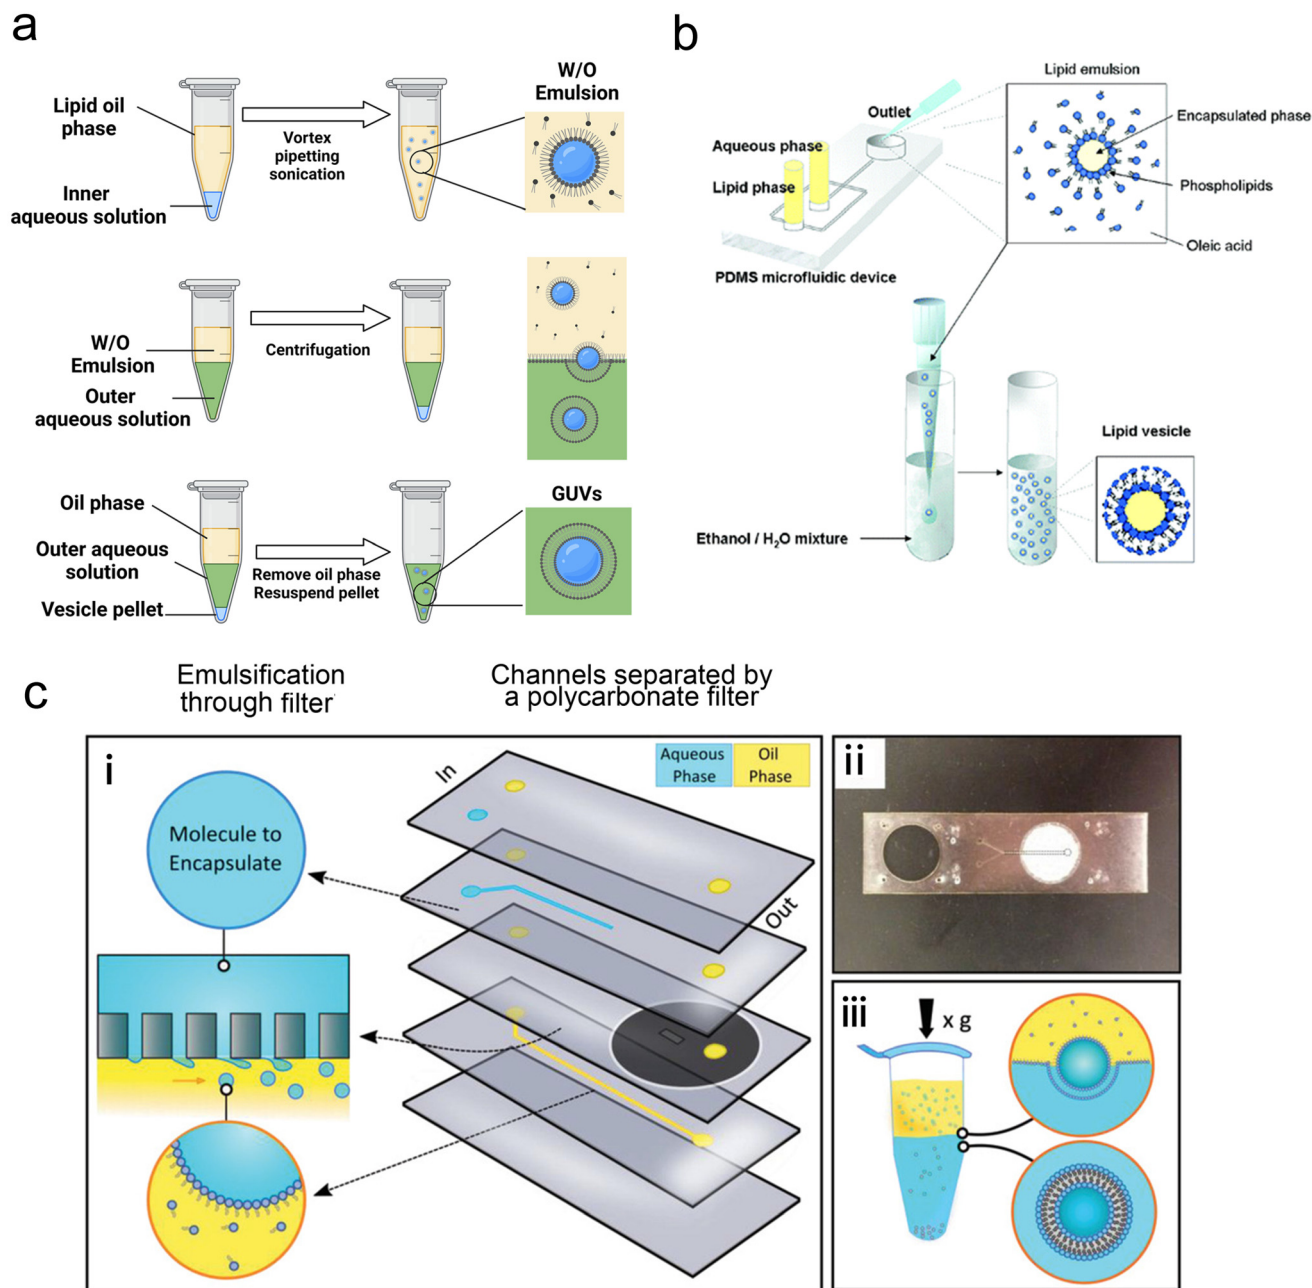 a
Lipid oil
phase
Inner
aqueous solution
Vortex
pipetting
sonication
W/O
Emulsion
W/O
Emulsion
Outer
aqueous solution
Centrifugation
Oil phase
Outer aqueous
solution
Vesicle pellet
Remove oil phase
Resuspend pellet
GUVs
b
Lipid emulsion
Outlet
Aqueous phase
Lipid phase
PDMS microfluidic device
Encapsulated phase
Phospholipids
Oleic acid
Lipid vesicle
Ethanol / H₂O mixture
c
Emulsification
through filter
Channels separated by
a polycarbonate filter
i
Molecule to
Encapsulate
In
Out
Aqueous
Phase
Oil
Phase
ii
iii
x g